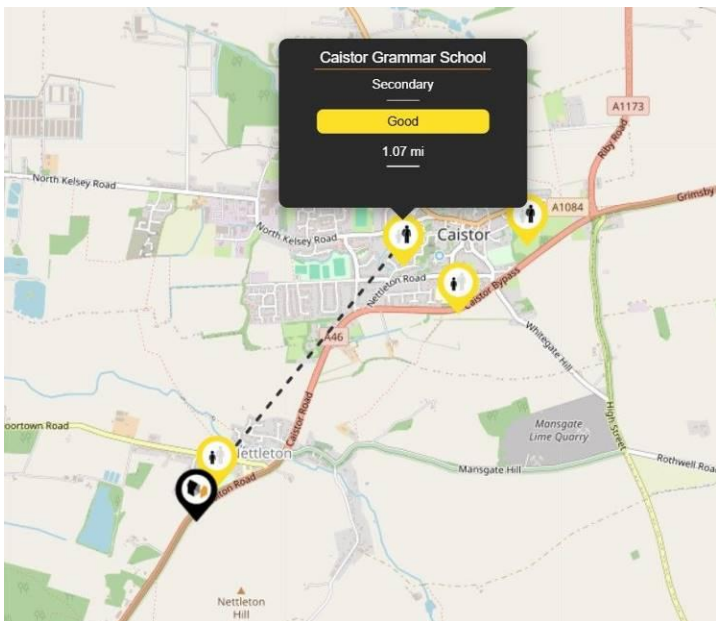 Caistor Grammar School
Secondary
Good
1.07 mi
A1173
Riby Road
North Kelsey Road
Grimsby
A1084
North Kelsey Road
Caistor
Nettleton Road
Caistor Bypass
A46
Whitegate Hill
Caistor Road
High Street
Mansgate
Lime Quarry
oortown Road
Nettleton
Mansgate Hill
Rothwell Road
ton Road
Nettleton
Hill